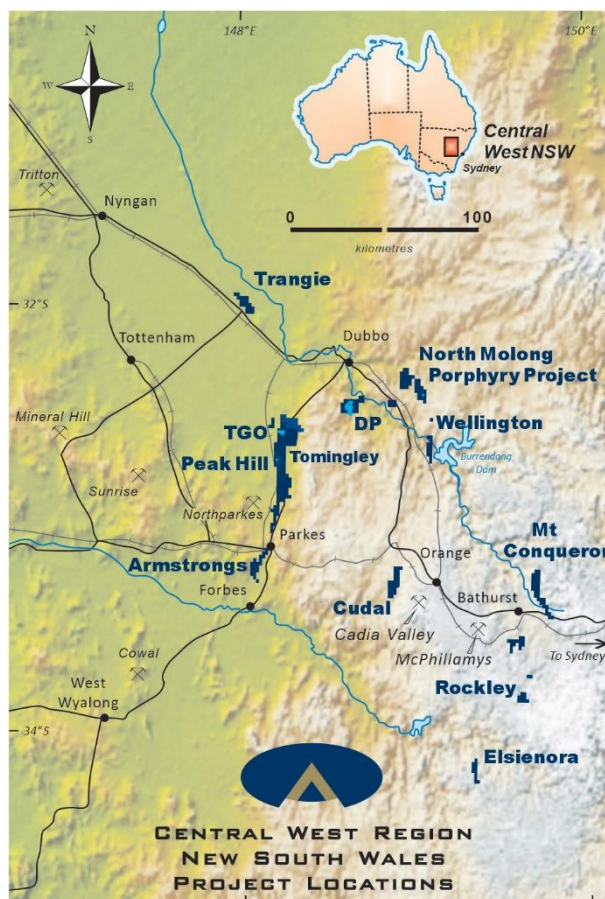 148°E
150°E
N
W
E
S
Central
West NSW
Sydney
0
100
kilometres
Tritton
Nyngan
Trangie
32°S
Dubbo
Tottenham
North Molong
Porphyry Project
Mineral Hill
TGO
DP
Wellington
Peak Hill
Tomingley
Burrendong
Dam
Sunrise
Northparkes
Parkes
Mt
Conqueror
Armstrongs
Orange
Forbes
Cudal
Bathurst
Cadia Valley
McPhillamys
To Sydney
Cowal
West
Wyalong
Rockley
34°S
Elsienora
Central West Region
New South Wales
Project Locations